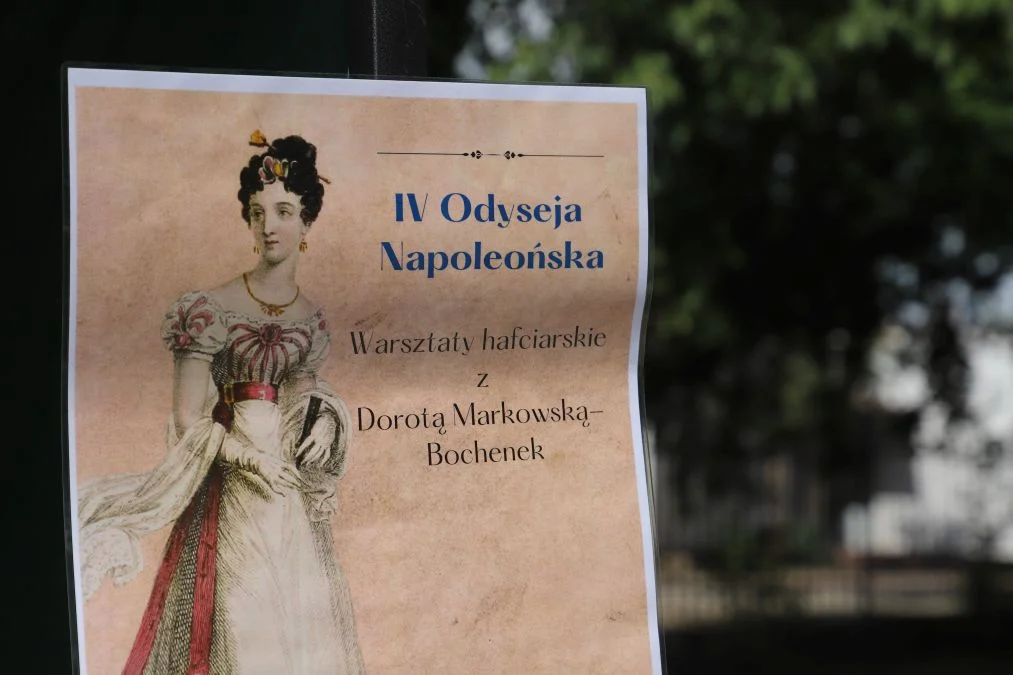 IV Odyseja
Napoleońska
Warsztaty hafciarskie
z
Dorotą Markowską–
Bochenek